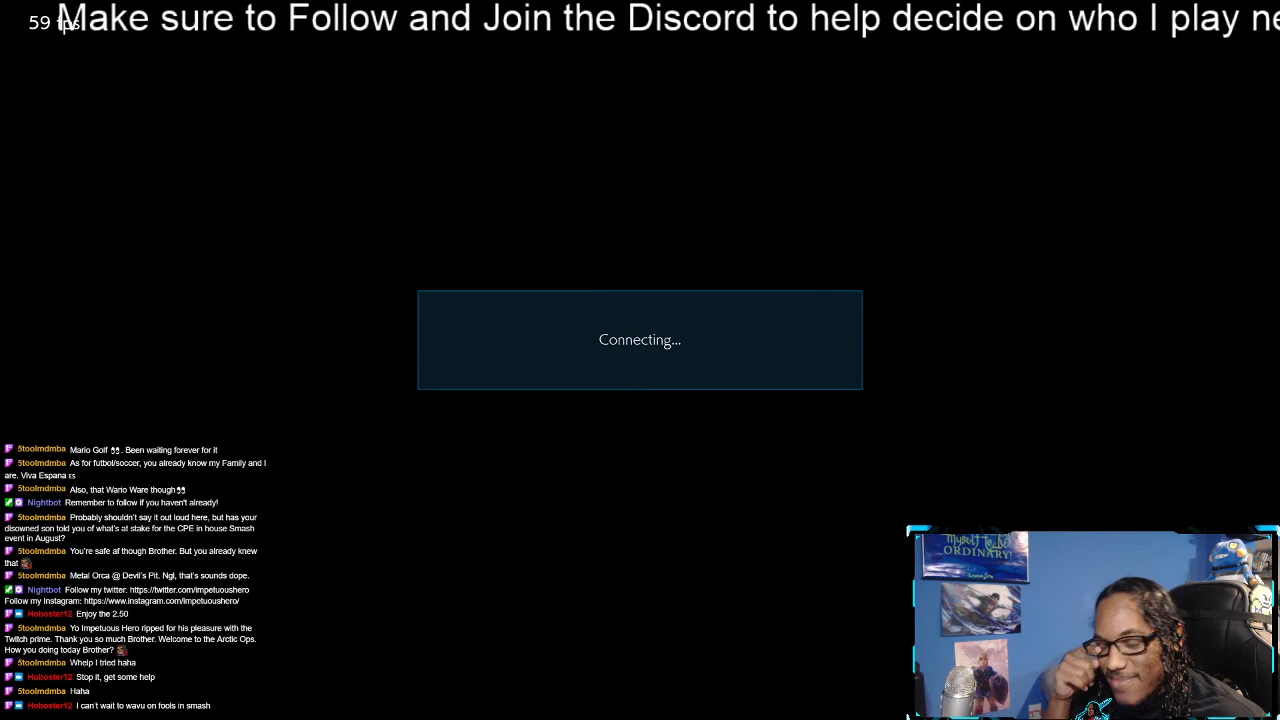 59 fps
Make sure to Follow and Join the Discord to help decide on who I play ne
Connecting...
5toolmdmba Mario Golf 👀. Been waiting forever for it
5toolmdmba As for futbol/soccer, you already know my Family and I
are. Viva Espana ES
5toolmdmba Also, that Wario Ware though👀
Nightbot Remember to follow if you haven't already!
5toolmdmba Probably shouldn't say it out loud here, but has your
disowned son told you of what's at stake for the CPE in house Smash
event in August?
5toolmdmba You're safe af though Brother. But you already knew
that
5toolmdmba Metal Orca @ Devil's Pit. Ngl, that's sounds dope.
Nightbot Follow my twitter: https://twitter.com/impetuoushero
Follow my Instagram: https://www.instagram.com/impetuoushero/
Hoboster12 Enjoy the 2.50
5toolmdmba Yo Impetuous Hero ripped for his pleasure with the
Twitch prime. Thank you so much Brother. Welcome to the Arctic Ops.
How you doing today Brother?
5toolmdmba Whelp I tried haha
Hoboster12 Stop it, get some help
5toolmdmba Haha
Hoboster12 I can't wait to wavu on fools in smash
Myself to be
ORDINARY!